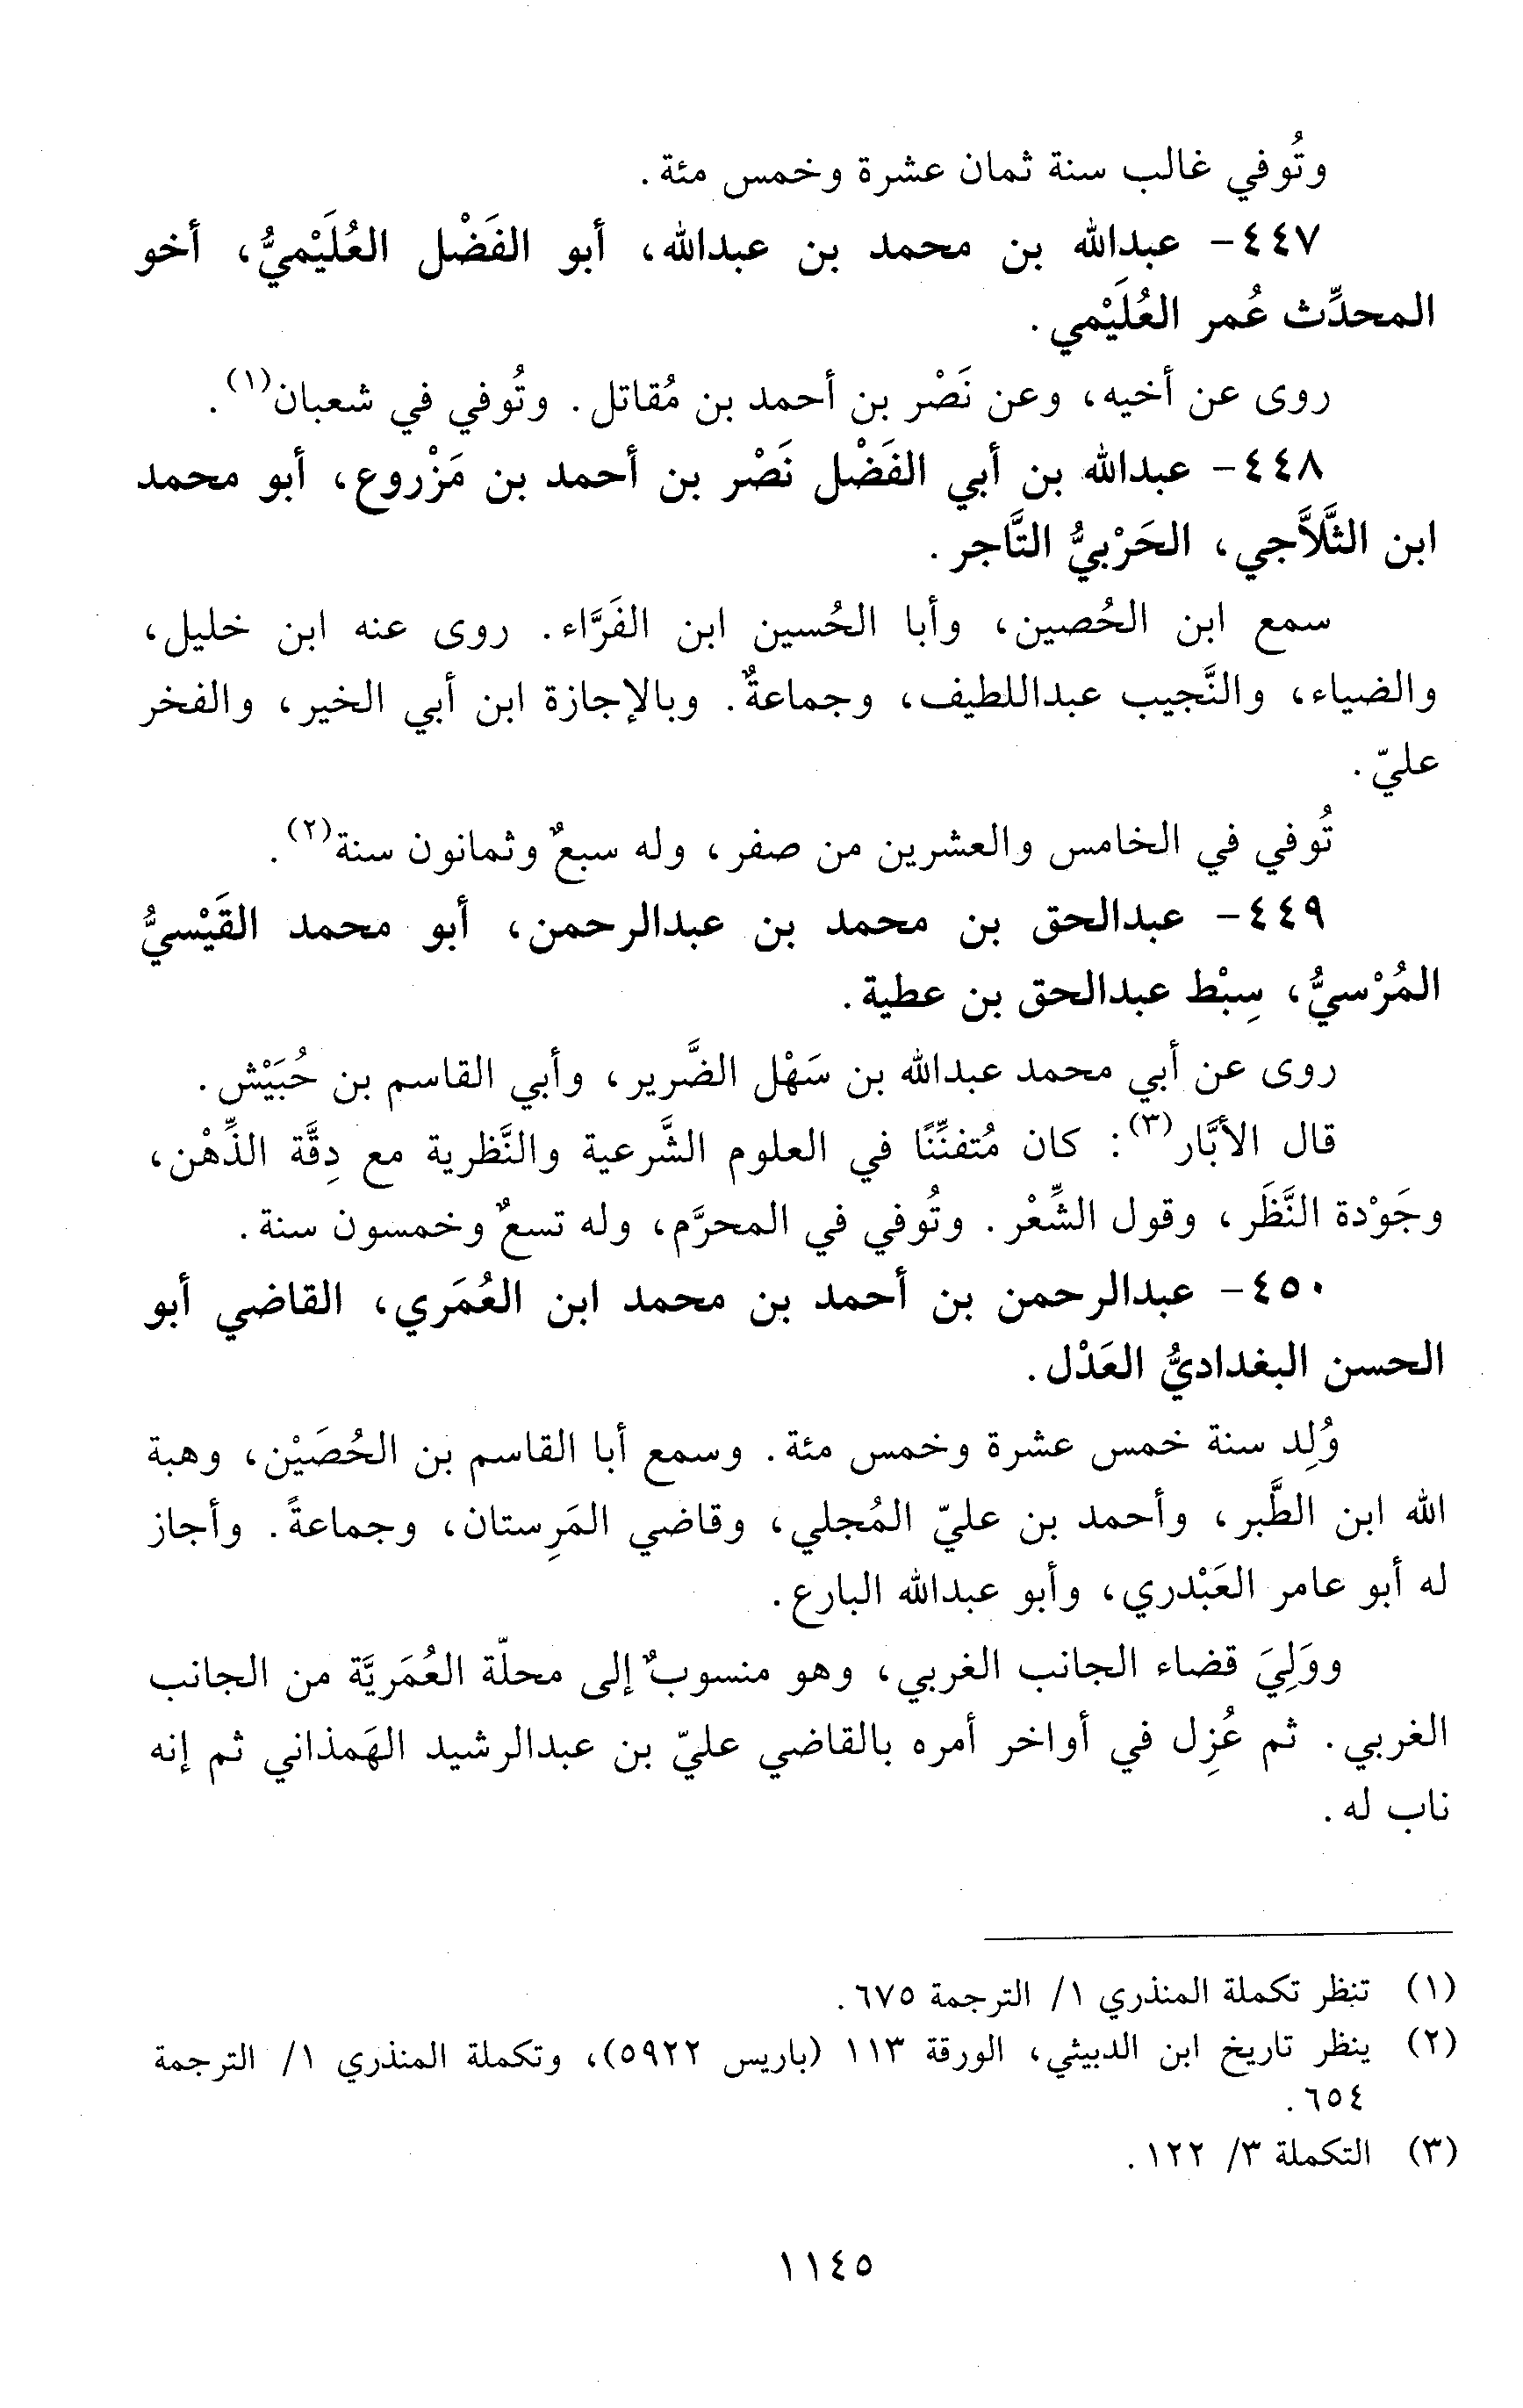 وتُوفي غالب سنة ثمان عشرة وخمس مئة.
٤٤٧- عبدالله بن محمد بن عبدالله، أبو الفَضْل العُلَيْميُّ، أخو
المحدِّث عُمر العُلَيْمي.
روى عن أخيه، وعن نَصْر بن أحمد بن مُقاتل. وتُوفي في شعبان(١).
٤٤٨- عبدالله بن أبي الفَضْل نَصْر بن أحمد بن مَزْروع، أبو محمد
ابن الثَّلَّاجي، الحَرْبيُّ التَّاجر.
سمع ابن الحُصين، وأبا الحُسين ابن الفَرَّاء. روى عنه ابن خليل،
والضياء، والنَّجيب عبداللطيف، وجماعةٌ. وبالإجازة ابن أبي الخير، والفخر
عليّ.
تُوفي في الخامس والعشرين من صفر، وله سبعٌ وثمانون سنة(٢).
٤٤٩- عبدالحق بن محمد بن عبدالرحمن، أبو محمد القَيْسيُّ
المُرْسيُّ، سِبْط عبدالحق بن عطية.
روى عن أبي محمد عبدالله بن سَهْل الضَّرير، وأبي القاسم بن حُبَيْش.
قال الأبَّار(٣): كان مُتفنِّنًا في العلوم الشَّرعية والنَّظرية مع دِقَّة الذِّهْن،
وجَوْدة النَّظَر، وقول الشِّعْر. وتُوفي في المحرَّم، وله تسعٌ وخمسون سنة.
٤٥٠- عبدالرحمن بن أحمد بن محمد ابن العُمَري، القاضي أبو
الحسن البغداديُّ العَدْل.
وُلِد سنة خمس عشرة وخمس مئة. وسمع أبا القاسم بن الحُصَيْن، وهبة
الله ابن الطَّبر، وأحمد بن عليّ المُجلي، وقاضي المَرِستان، وجماعةً. وأجاز
له أبو عامر العَبْدري، وأبو عبدالله البارع.
ووَلِيَ قضاء الجانب الغربي، وهو منسوبٌ إلى محلّة العُمَريَّة من الجانب
الغربي. ثم عُزِل في أواخر أمره بالقاضي عليّ بن عبدالرشيد الهَمذاني ثم إنه
ناب له.
(١) تنظر تكملة المنذري ١/ الترجمة ٦٧٥.
(٢) ينظر تاريخ ابن الدبيثي، الورقة ١١٣ (باريس ٥٩٢٢)، وتكملة المنذري ١/ الترجمة
٦٥٤.
(٣) التكملة ٣/ ١٢٢.
١١٤٥